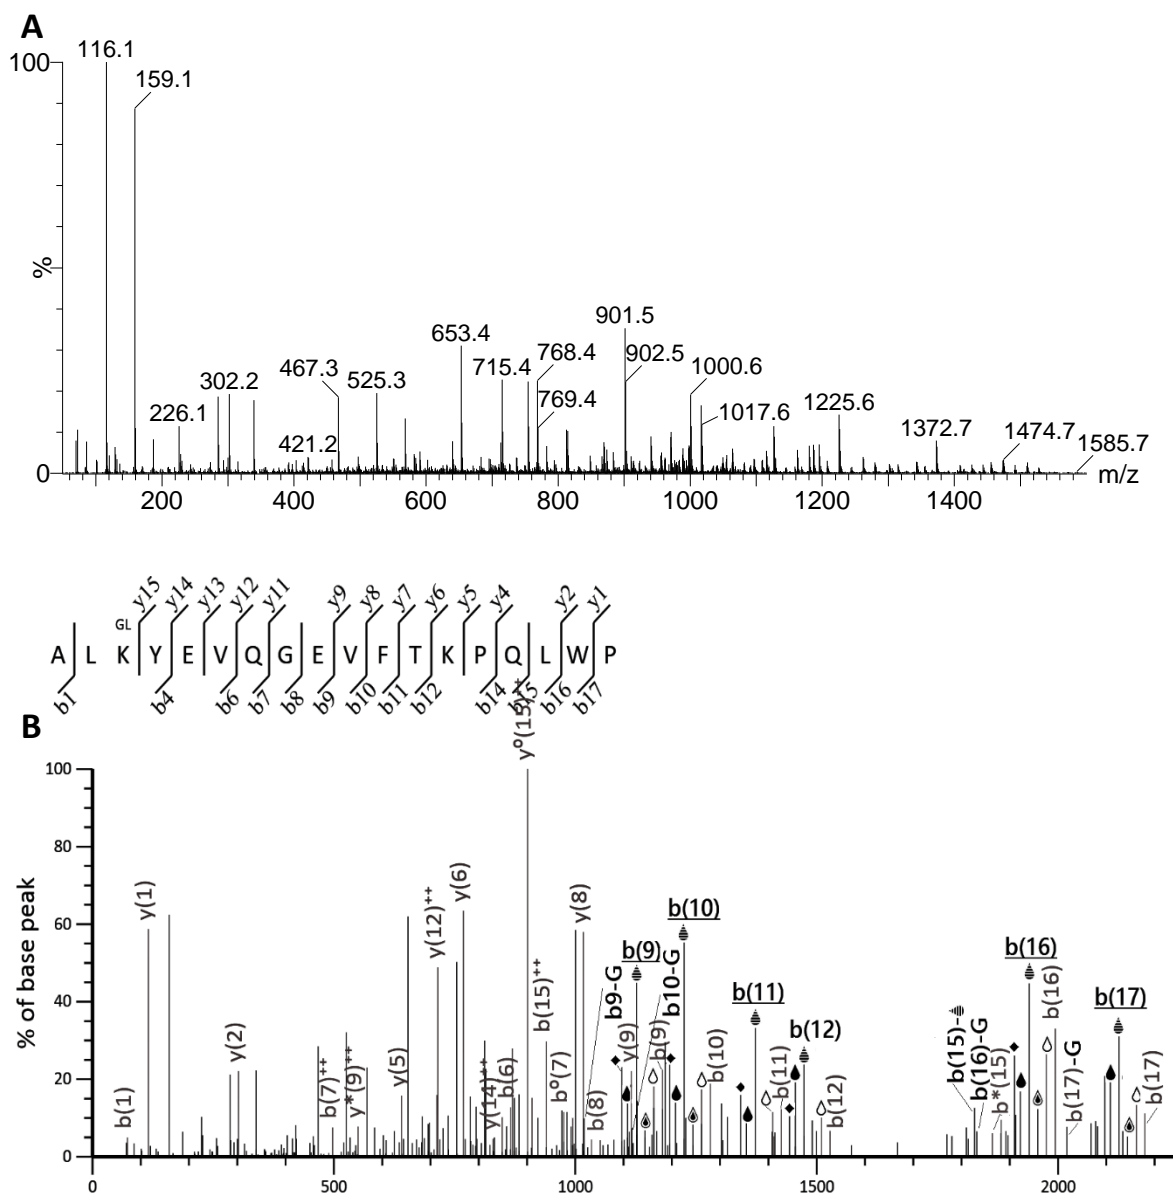 A
100
116.1
159.1
%
901.5
653.4
768.4
902.5
467.3
525.3
715.4
1000.6
302.2
769.4
226.1
421.2
1017.6
1225.6
1372.7
1474.7
1585.7
0
m/z
200 400 600 800 1000 1200 1400
y15 y14 y13 y12 y11 y9 y8 y7 y6 y5 y4 y2 y1
GL
A L K Y E V Q G E V F T K P Q L W P
b1 b4 b6 b7 b8 b9 b10 b11 b12 b14 b15 b16 b17
B
% of base peak
100
80
60
40
20
0
b(1)
y(1)
y(2)
b(7)++
y*(9)++
y(5)
y(12)++
y(6)
y(14)++
b(6)
yº(15)++
b(15)++
bº(7)
y(8)
b(8)
b9-G
y(9)
b(9)
b(9)
b10-G
b(10)
b(10)
b(11)
b(11)
b(12)
b(12)
b(15)-
b(16)-G
b*(15)
b(16)
b(16)
b(17)-G
b(17)
b(17)
0 500 1000 1500 2000